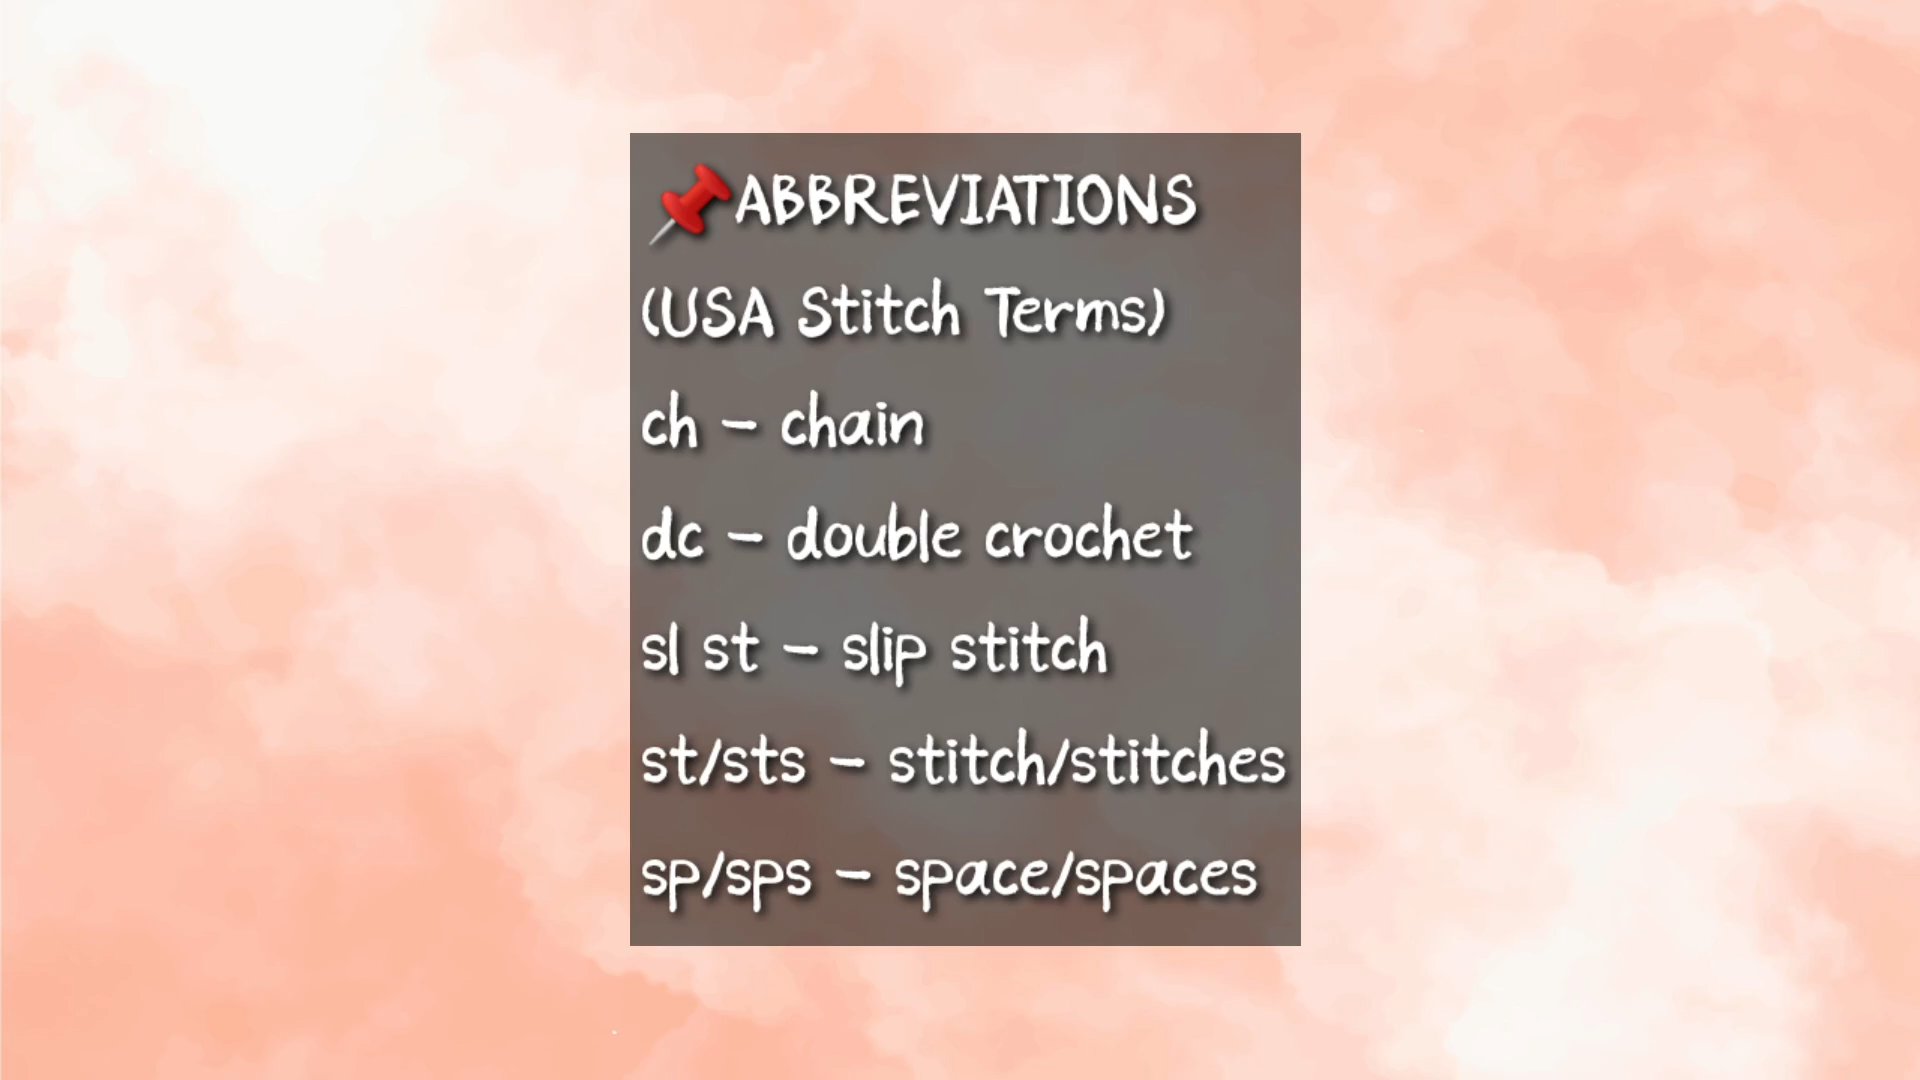 📌ABBREVIATIONS
(USA Stitch Terms)
ch – chain
dc – double crochet
sl st – slip stitch
st/sts – stitch/stitches
sp/sps – space/spaces